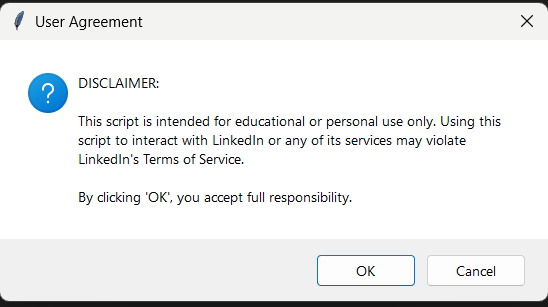 User Agreement
DISCLAIMER:
This script is intended for educational or personal use only. Using this
script to interact with LinkedIn or any of its services may violate
LinkedIn's Terms of Service.
By clicking 'OK', you accept full responsibility.
OK
Cancel